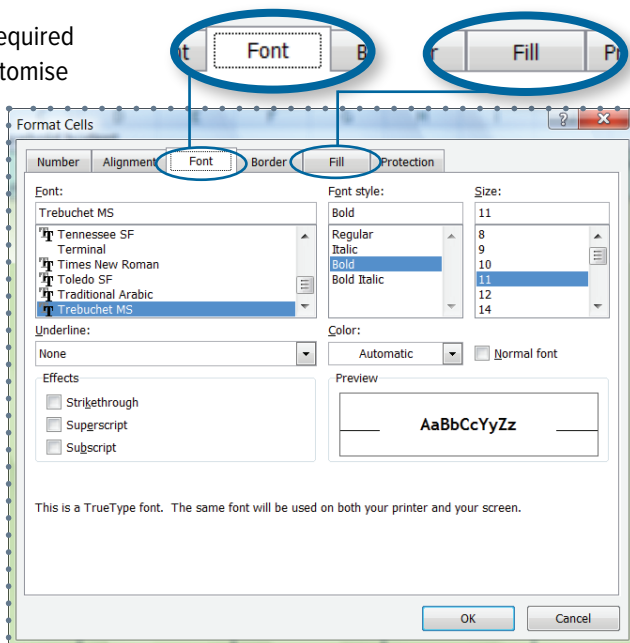 equired
tomise
nt Font B
r Fill Pr
Format Cells
Number Alignment Font Border Fill Protection
Font: Font style: Size:
Trebuchet MS Bold 11
Tennessee SF Regular 8
Terminal Italic 9
Times New Roman Bold 10
Toledo SF Bold Italic 11
Traditional Arabic 12
Trebuchet MS 14
Underline: Color:
None Automatic Normal font
Effects Preview
Strikethrough
Superscript AaBbCcYyZz
Subscript
This is a TrueType font. The same font will be used on both your printer and your screen.
OK Cancel